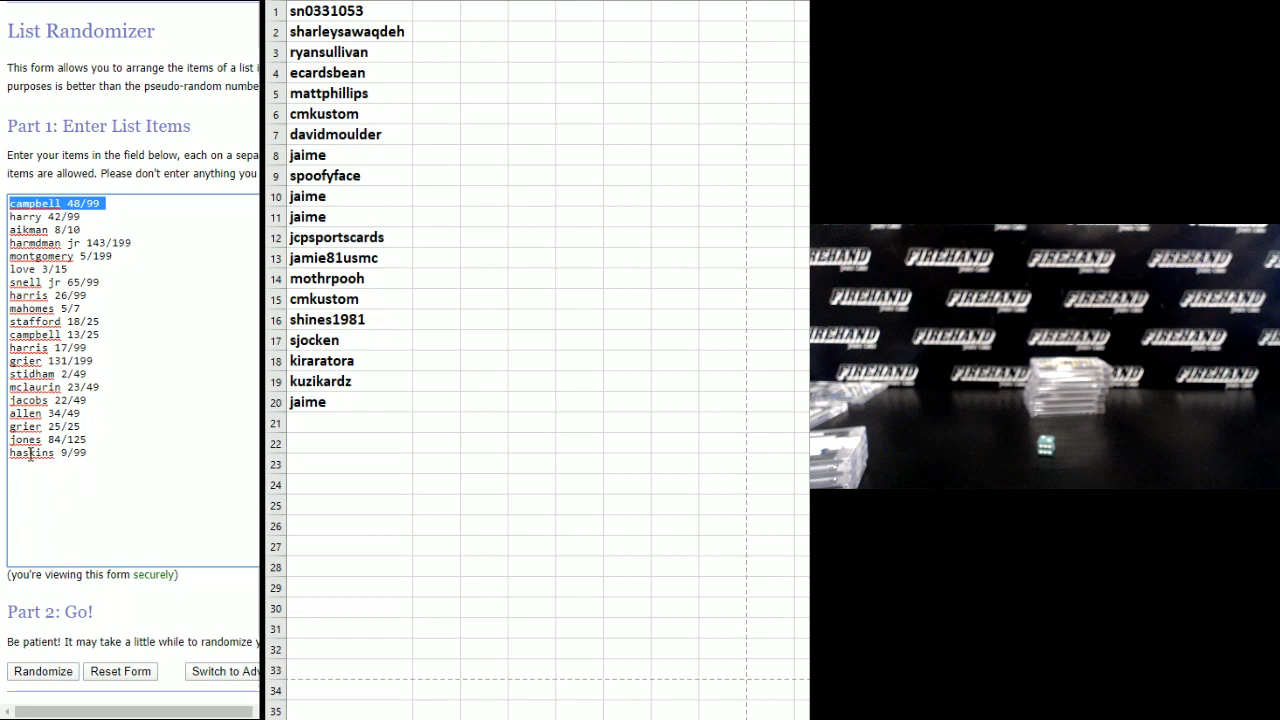 List Randomizer
This form allows you to arrange the items of a list i
purposes is better than the pseudo-random numbe
Part 1: Enter List Items
Enter your items in the field below, each on a sepa
items are allowed. Please don't enter anything you
campbell 48/99
harry 42/99
aikman 8/10
harmdman jr 143/199
montgomery 5/199
love 3/15
snell jr 65/99
harris 26/99
mahomes 5/7
stafford 18/25
campbell 13/25
harris 17/99
grier 131/199
stidham 2/49
mclaurin 23/49
jacobs 22/49
allen 34/49
grier 25/25
jones 84/125
haskins 9/99
(you're viewing this form securely)
Part 2: Go!
Be patient! It may take a little while to randomize y
Randomize Reset Form Switch to Adv
1 sn0331053
2 sharleysawaqdeh
3 ryansullivan
4 ecardsbean
5 mattphillips
6 cmkustom
7 davidmoulder
8 jaime
9 spoofyface
10 jaime
11 jaime
12 jcpsportscards
13 jamie81usmc
14 mothrpooh
15 cmkustom
16 shines1981
17 sjocken
18 kiraratora
19 kuzikardz
20 jaime
21
22
23
24
25
26
27
28
29
30
31
32
33
34
35
FIREHAND FIREHAND FIREHAND FIREHAND
FIREHAND FIREHAND FIREHAND FIREHAND
FIREHAND FIREHAND FIREHAND FIREHAND
FIREHAND FIREHAND FIREHAND FIREHAND